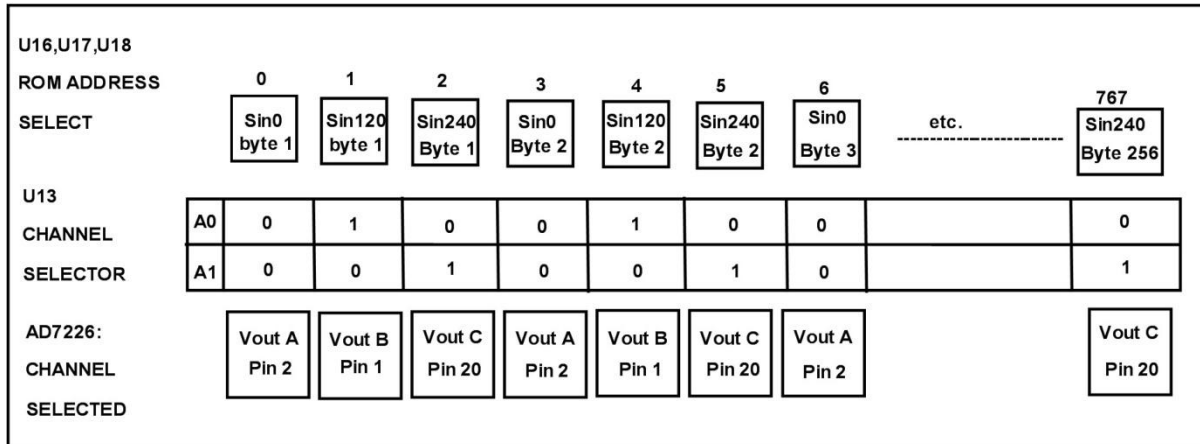 U16,U17,U18
ROM ADDRESS
0 1 2 3 4 5 6 767
SELECT
Sin0 Sin120 Sin240 Sin0 Sin120 Sin240 Sin0 etc. Sin240
byte 1 byte 1 Byte 1 Byte 2 Byte 2 Byte 2 Byte 3 Byte 256
U13
CHANNEL
A0 0 1 0 0 1 0 0 0
SELECTOR
A1 0 0 1 0 0 1 0 1
AD7226:
Vout A Vout B Vout C Vout A Vout B Vout C Vout A Vout C
CHANNEL
Pin 2 Pin 1 Pin 20 Pin 2 Pin 1 Pin 20 Pin 2 Pin 20
SELECTED